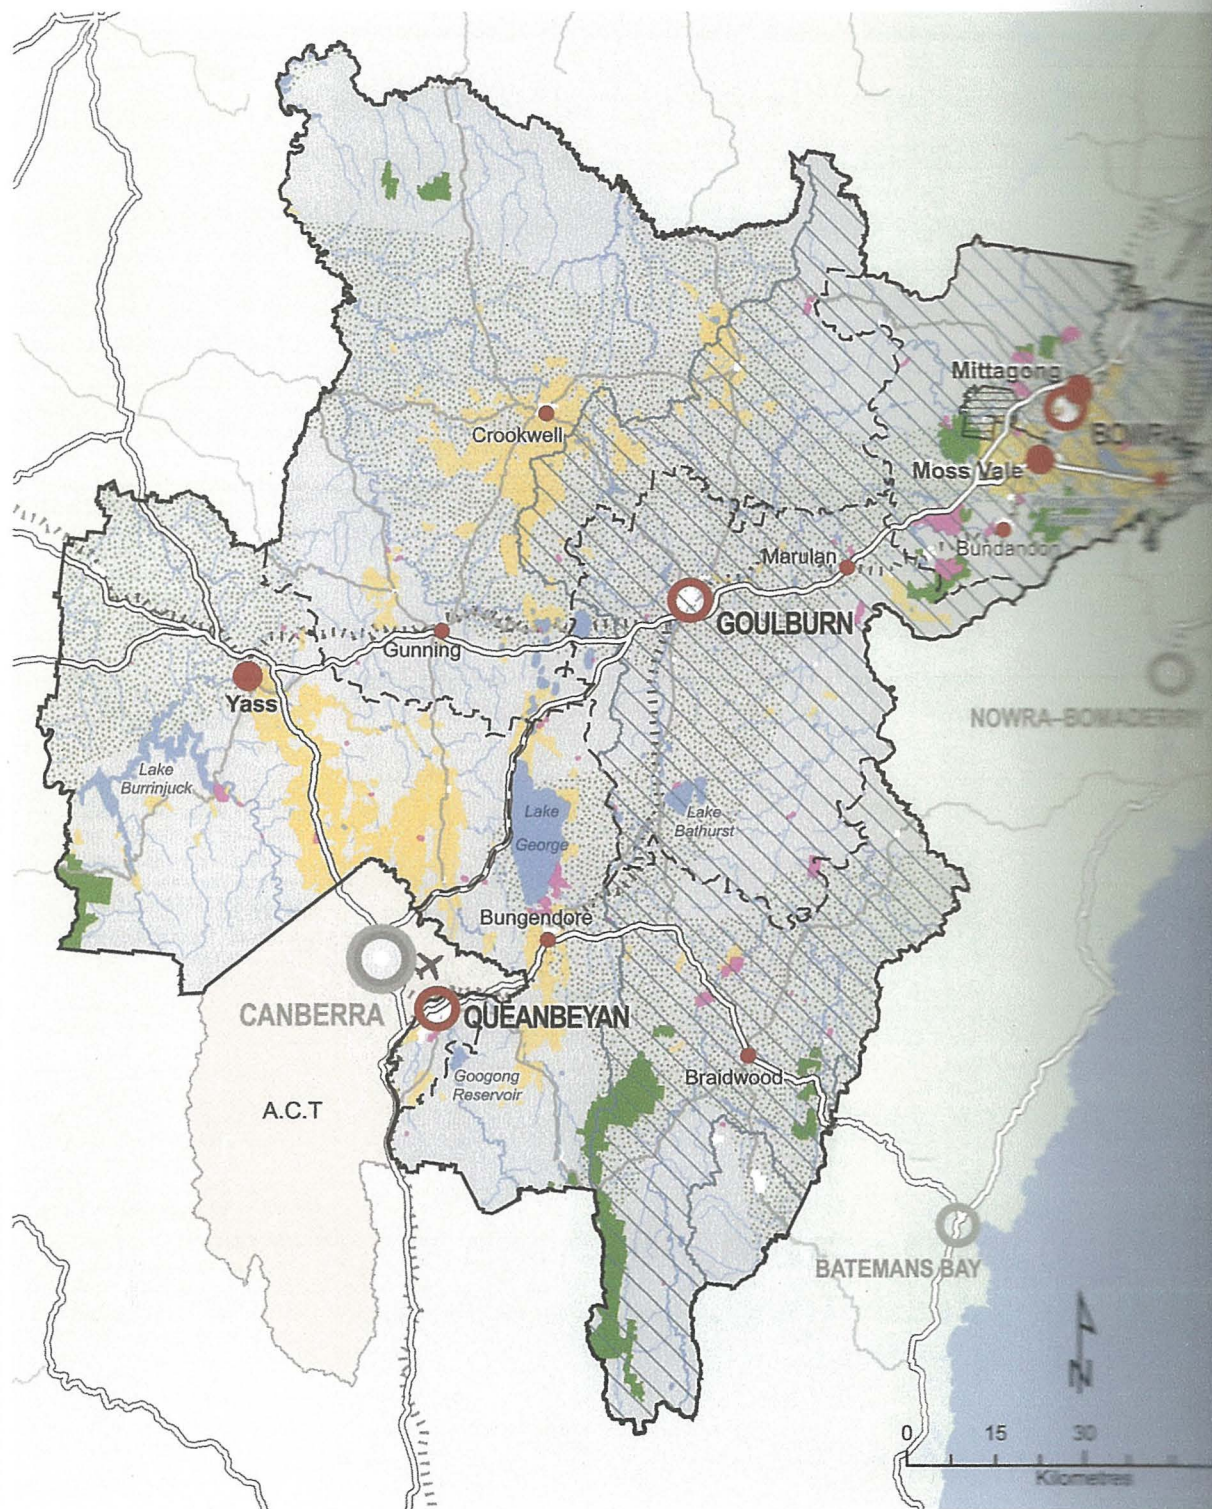 Mittagong
Crookwell
Moss Vale
Marulan
GOULBURN
Gunning
Yass
NOWRA–BOMADERRY
Lake
Burrinjuck
Lake
George
Lake
Bathurst
Bungendore
CANBERRA
QUEANBEYAN
Googong
Reservoir
Braidwood
A.C.T
BATEMANS BAY
N
0 15 30
Kilometres